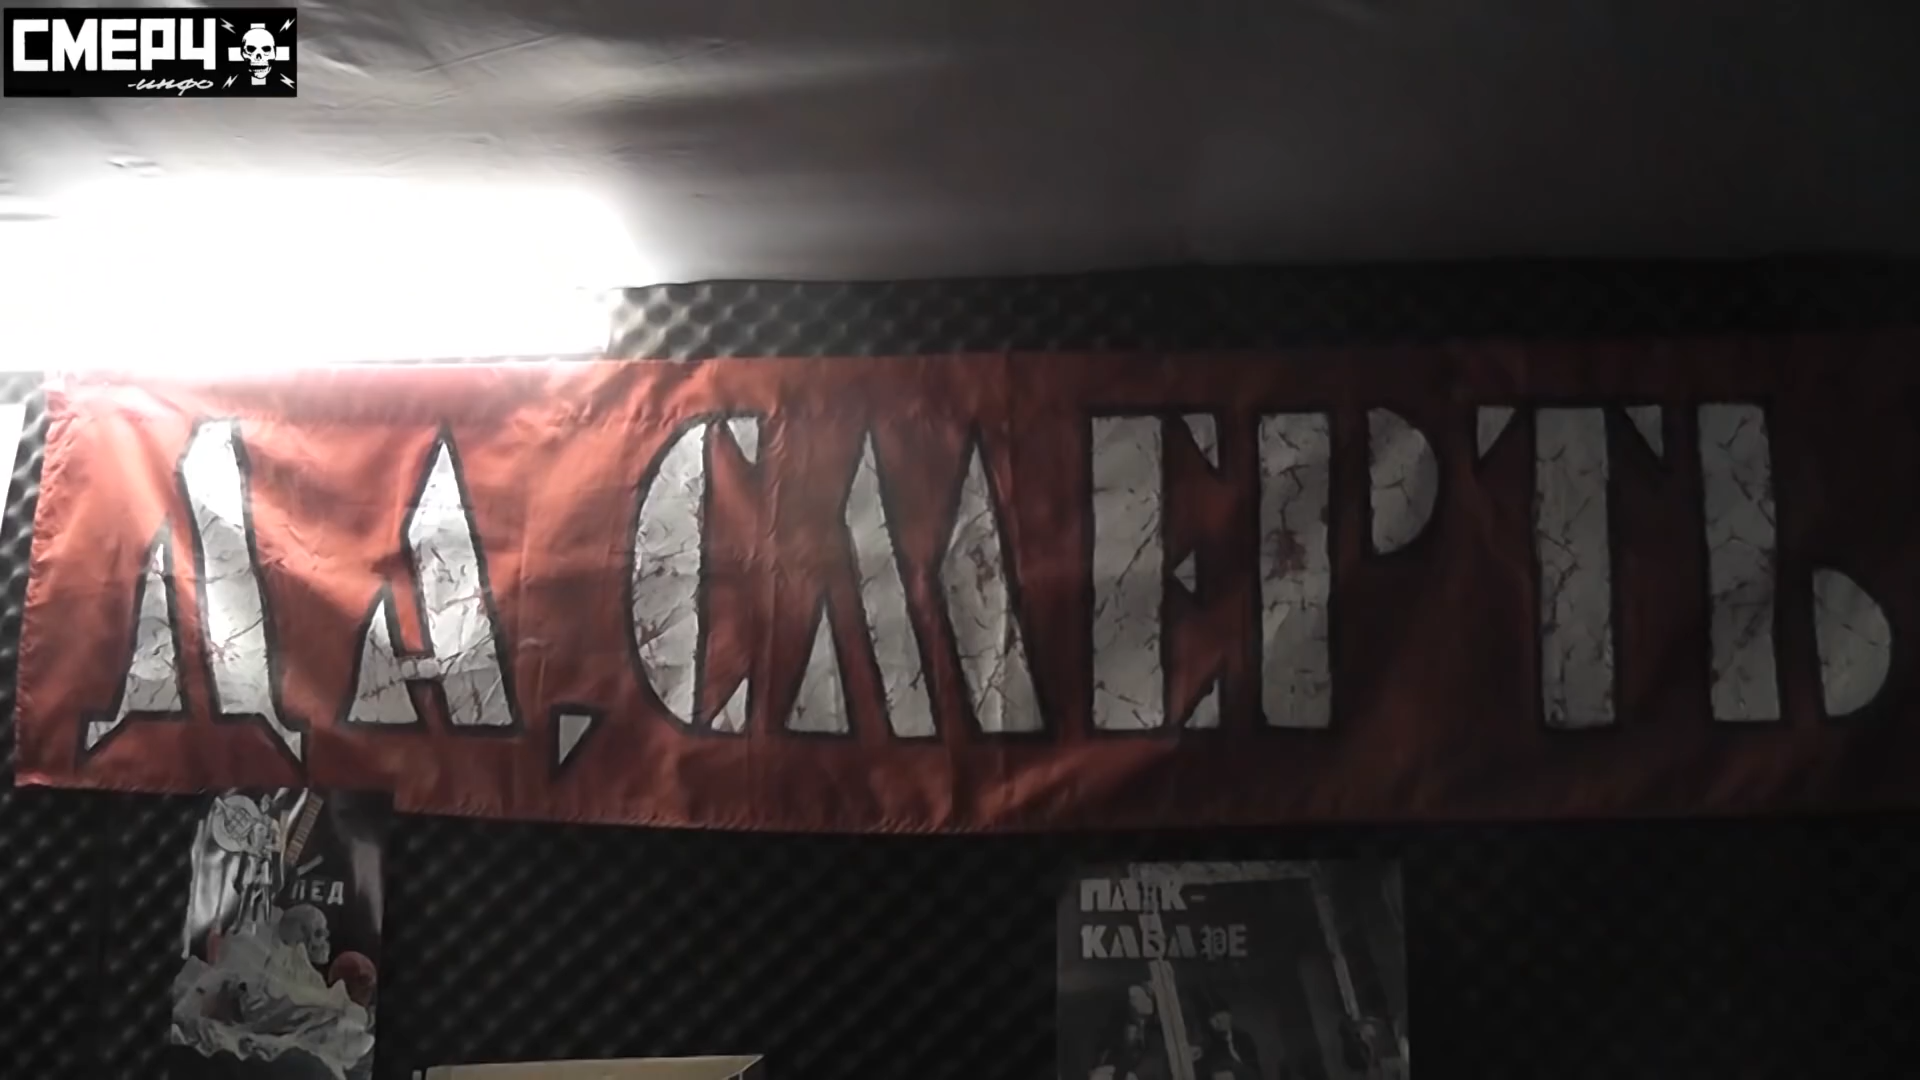 СМЕРЧ
инфо
ДА, СМЕРТЬ
ЛЕД
ПАНК-
КАБАРЕ